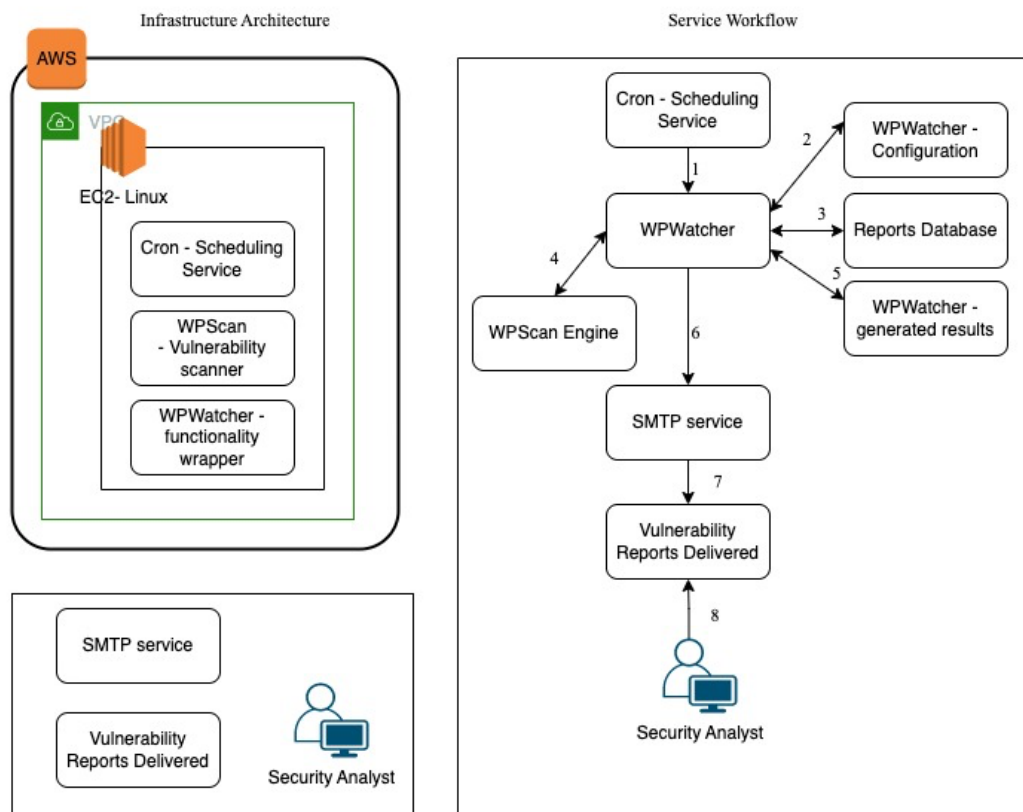 Infrastructure Architecture
AWS
VPC
EC2- Linux
Cron - Scheduling
Service
WPScan
- Vulnerability
scanner
WPWatcher -
functionality
wrapper
SMTP service
Vulnerability
Reports Delivered
Security Analyst
Service Workflow
Cron - Scheduling
Service
1
2
WPWatcher -
Configuration
WPWatcher
3
Reports Database
4
5
WPWatcher -
generated results
WPScan Engine
6
SMTP service
7
Vulnerability
Reports Delivered
8
Security Analyst